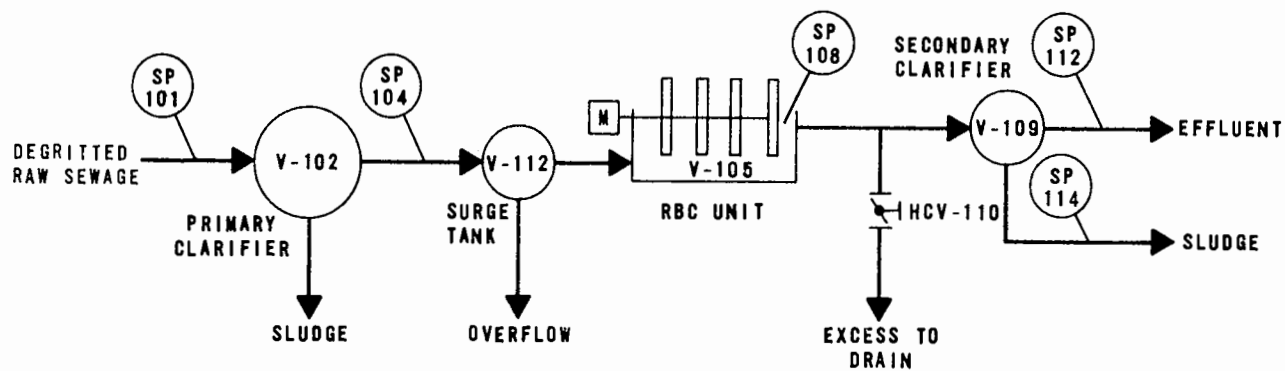 SP
101
DEGRITTED
RAW SEWAGE
V-102
PRIMARY
CLARIFIER
SLUDGE
SP
104
V-112
SURGE
TANK
OVERFLOW
M
V-105
RBC UNIT
SP
108
HCV-110
EXCESS TO
DRAIN
SECONDARY
CLARIFIER
V-109
SP
112
EFFLUENT
SP
114
SLUDGE